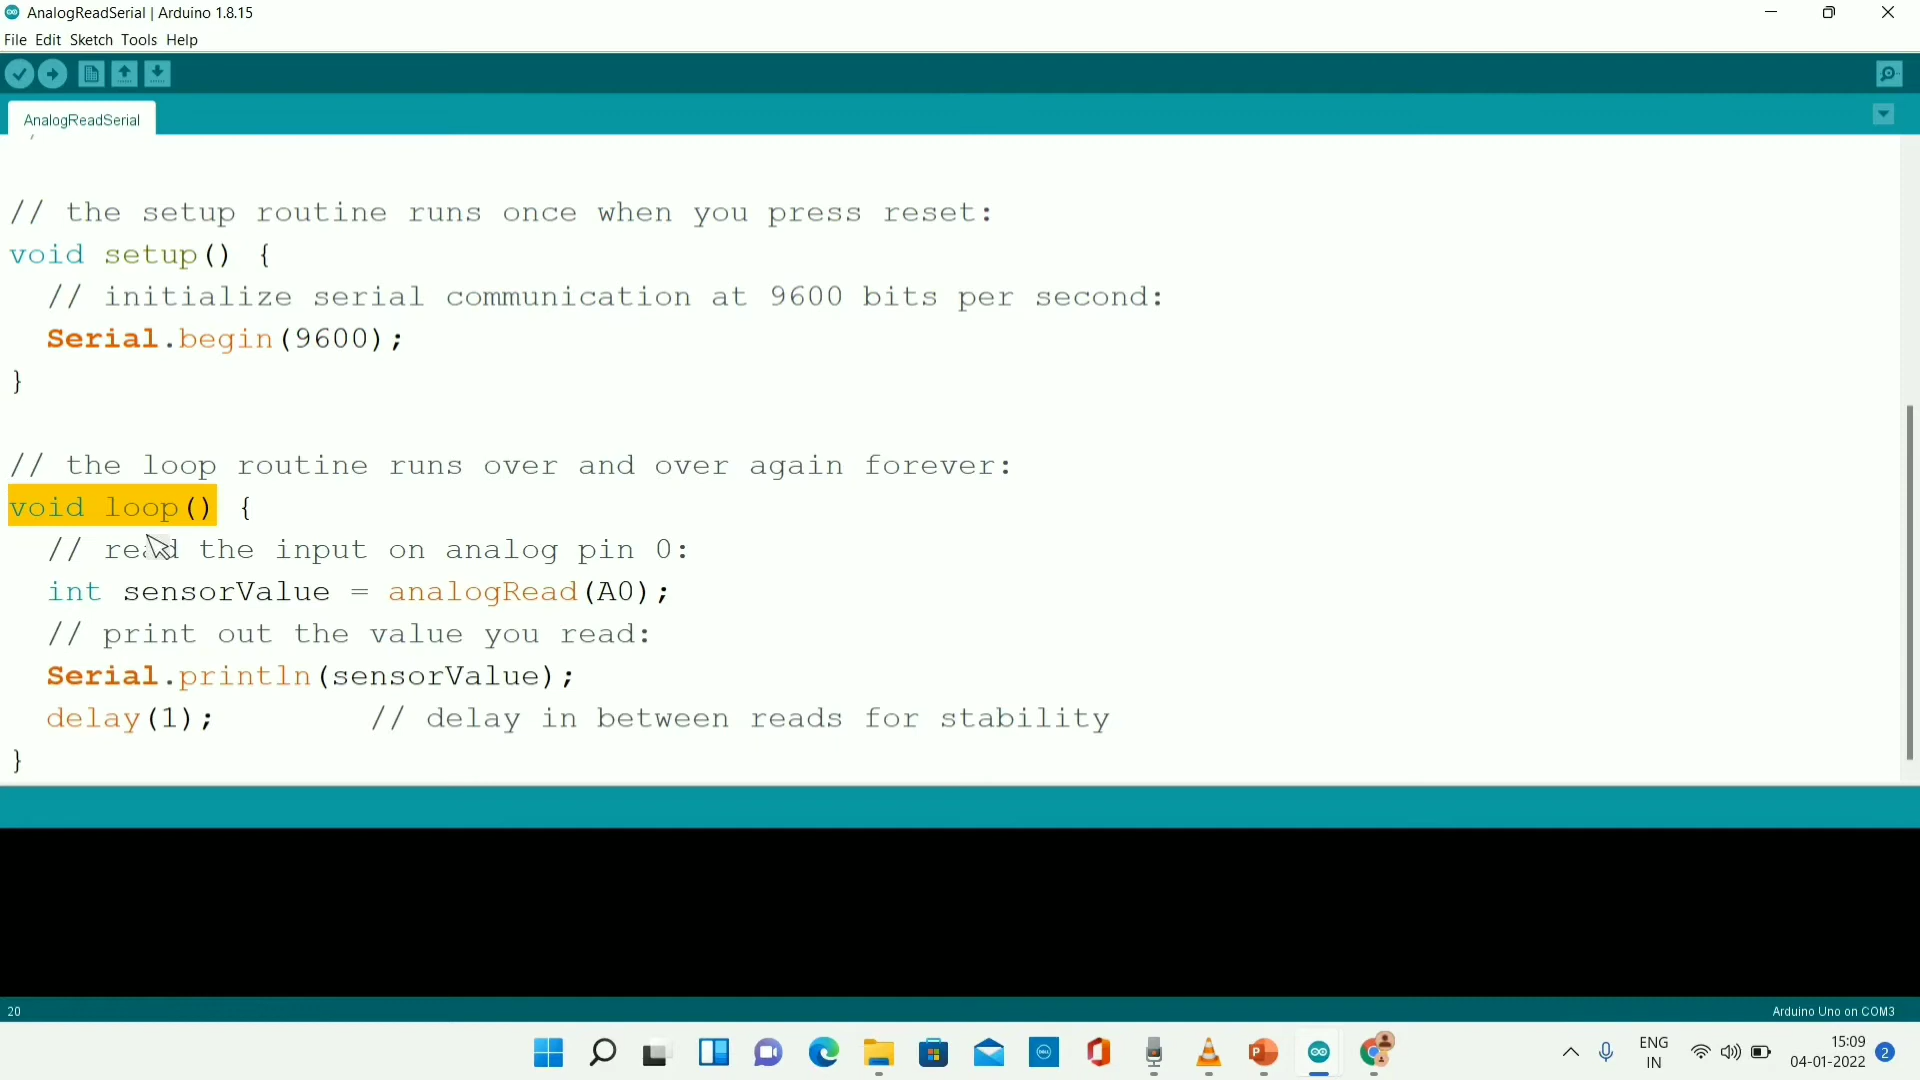 AnalogReadSerial | Arduino 1.8.15
File Edit Sketch Tools Help
AnalogReadSerial
// the setup routine runs once when you press reset:
void setup() {
// initialize serial communication at 9600 bits per second:
Serial.begin(9600);
}
// the loop routine runs over and over again forever:
void loop() {
// read the input on analog pin 0:
int sensorValue = analogRead(A0);
// print out the value you read:
Serial.println(sensorValue);
delay(1);        // delay in between reads for stability
}
20
Arduino Uno on COM3
ENG
IN
15:09
04-01-2022
2